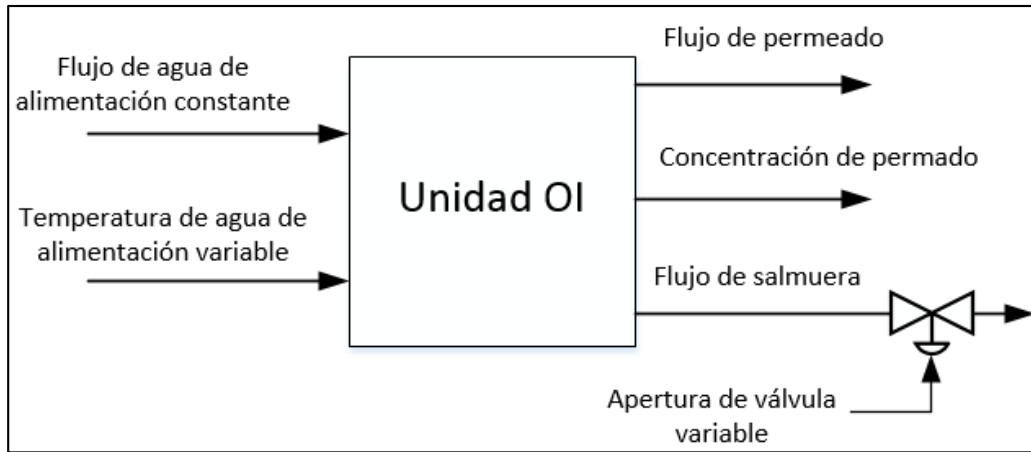 Flujo de agua de
alimentación constante
Temperatura de agua de
alimentación variable
Unidad OI
Flujo de permeado
Concentración de permado
Flujo de salmuera
Apertura de válvula
variable